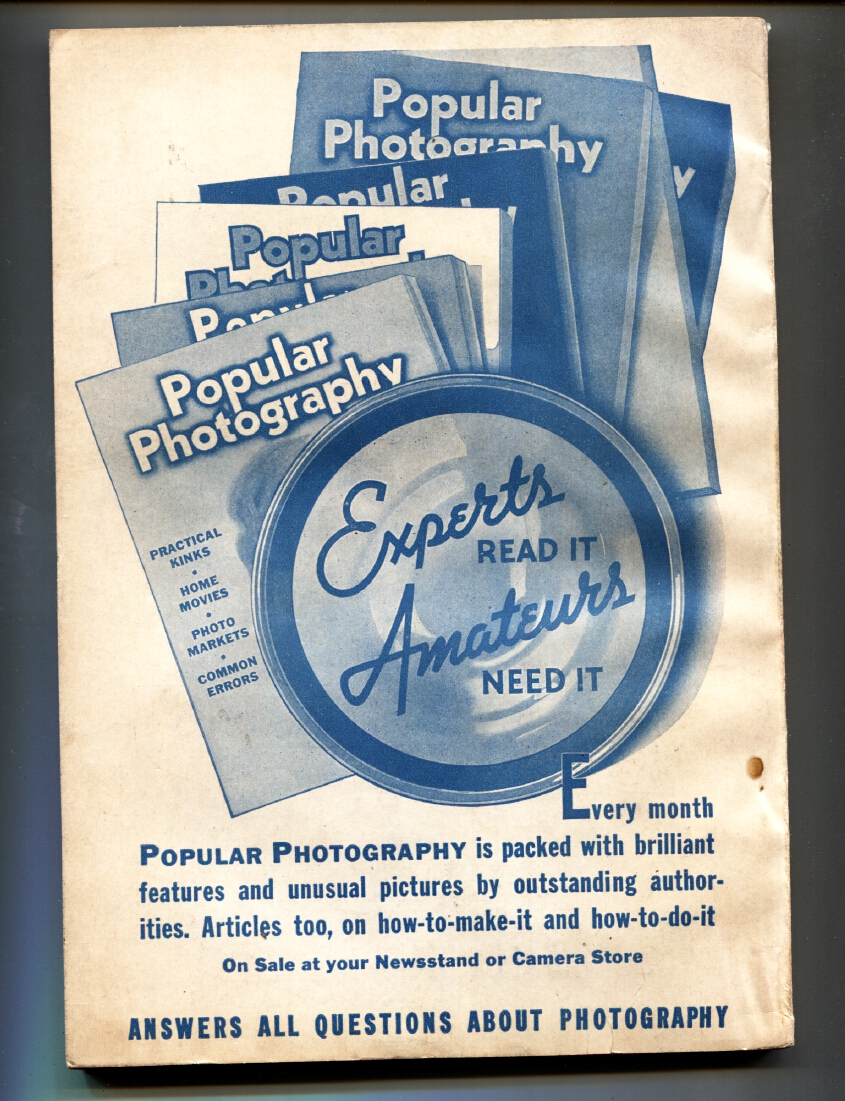 Popular
Photography
y
Popular
Popular
Popular
Popular
Photography
PRACTICAL
KINKS
•
HOME
MOVIES
•
PHOTO
MARKETS
•
COMMON
ERRORS
Experts
READ IT
Amateurs
NEED IT
Every month
POPULAR PHOTOGRAPHY is packed with brilliant
features and unusual pictures by outstanding author-
ities. Articles too, on how-to-make-it and how-to-do-it
On Sale at your Newsstand or Camera Store
ANSWERS ALL QUESTIONS ABOUT PHOTOGRAPHY